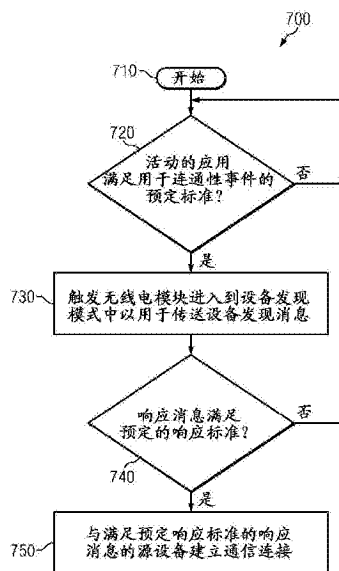 700
710
开始
720
活动的应用
满足用于连通性事件的
预定标准?
否
是
730
触发无线电模块进入到设备发现
模式中以用于传送设备发现消息
响应消息满足
预定的响应标准?
否
740
是
750
与满足预定响应标准的响应
消息的源设备建立通信连接